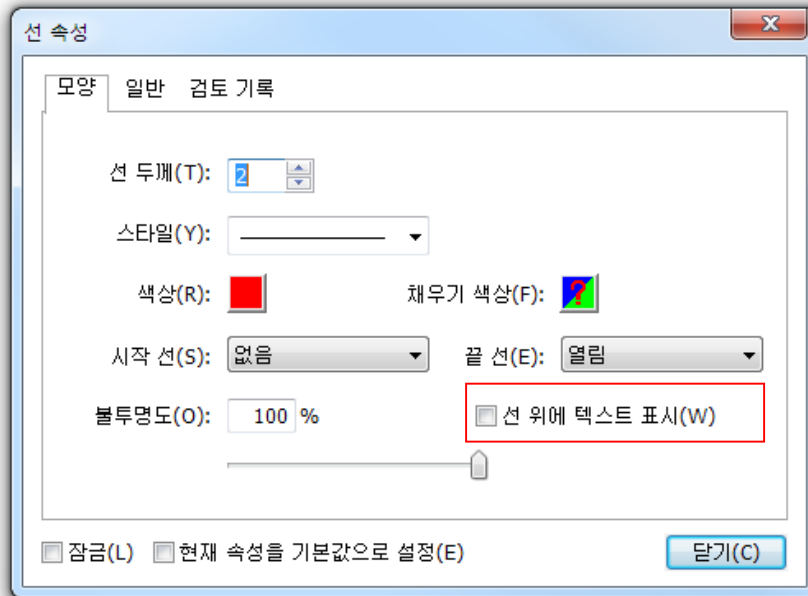 선 속성
모양 일반 검토 기록
선 두께(T): 2
스타일(Y):
색상(R): 채우기 색상(F): ?
시작 선(S): 없음 끝 선(E): 열림
불투명도(O): 100 % 선 위에 텍스트 표시(W)
잠금(L) 현재 속성을 기본값으로 설정(E) 닫기(C)